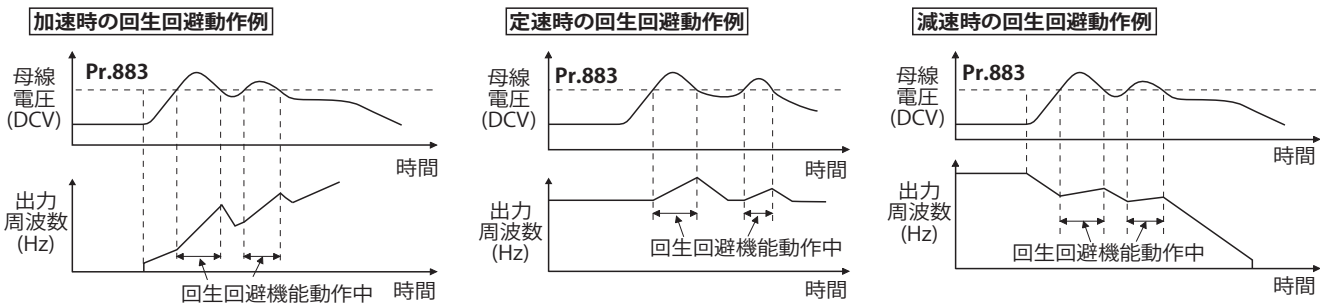 加速時の回生回避動作例
母線
電圧
(DCV)
Pr.883
時間
出力
周波数
(Hz)
回生回避機能動作中
時間
定速時の回生回避動作例
母線
電圧
(DCV)
Pr.883
時間
出力
周波数
(Hz)
回生回避機能動作中
時間
減速時の回生回避動作例
母線
電圧
(DCV)
Pr.883
時間
出力
周波数
(Hz)
回生回避機能動作中
時間